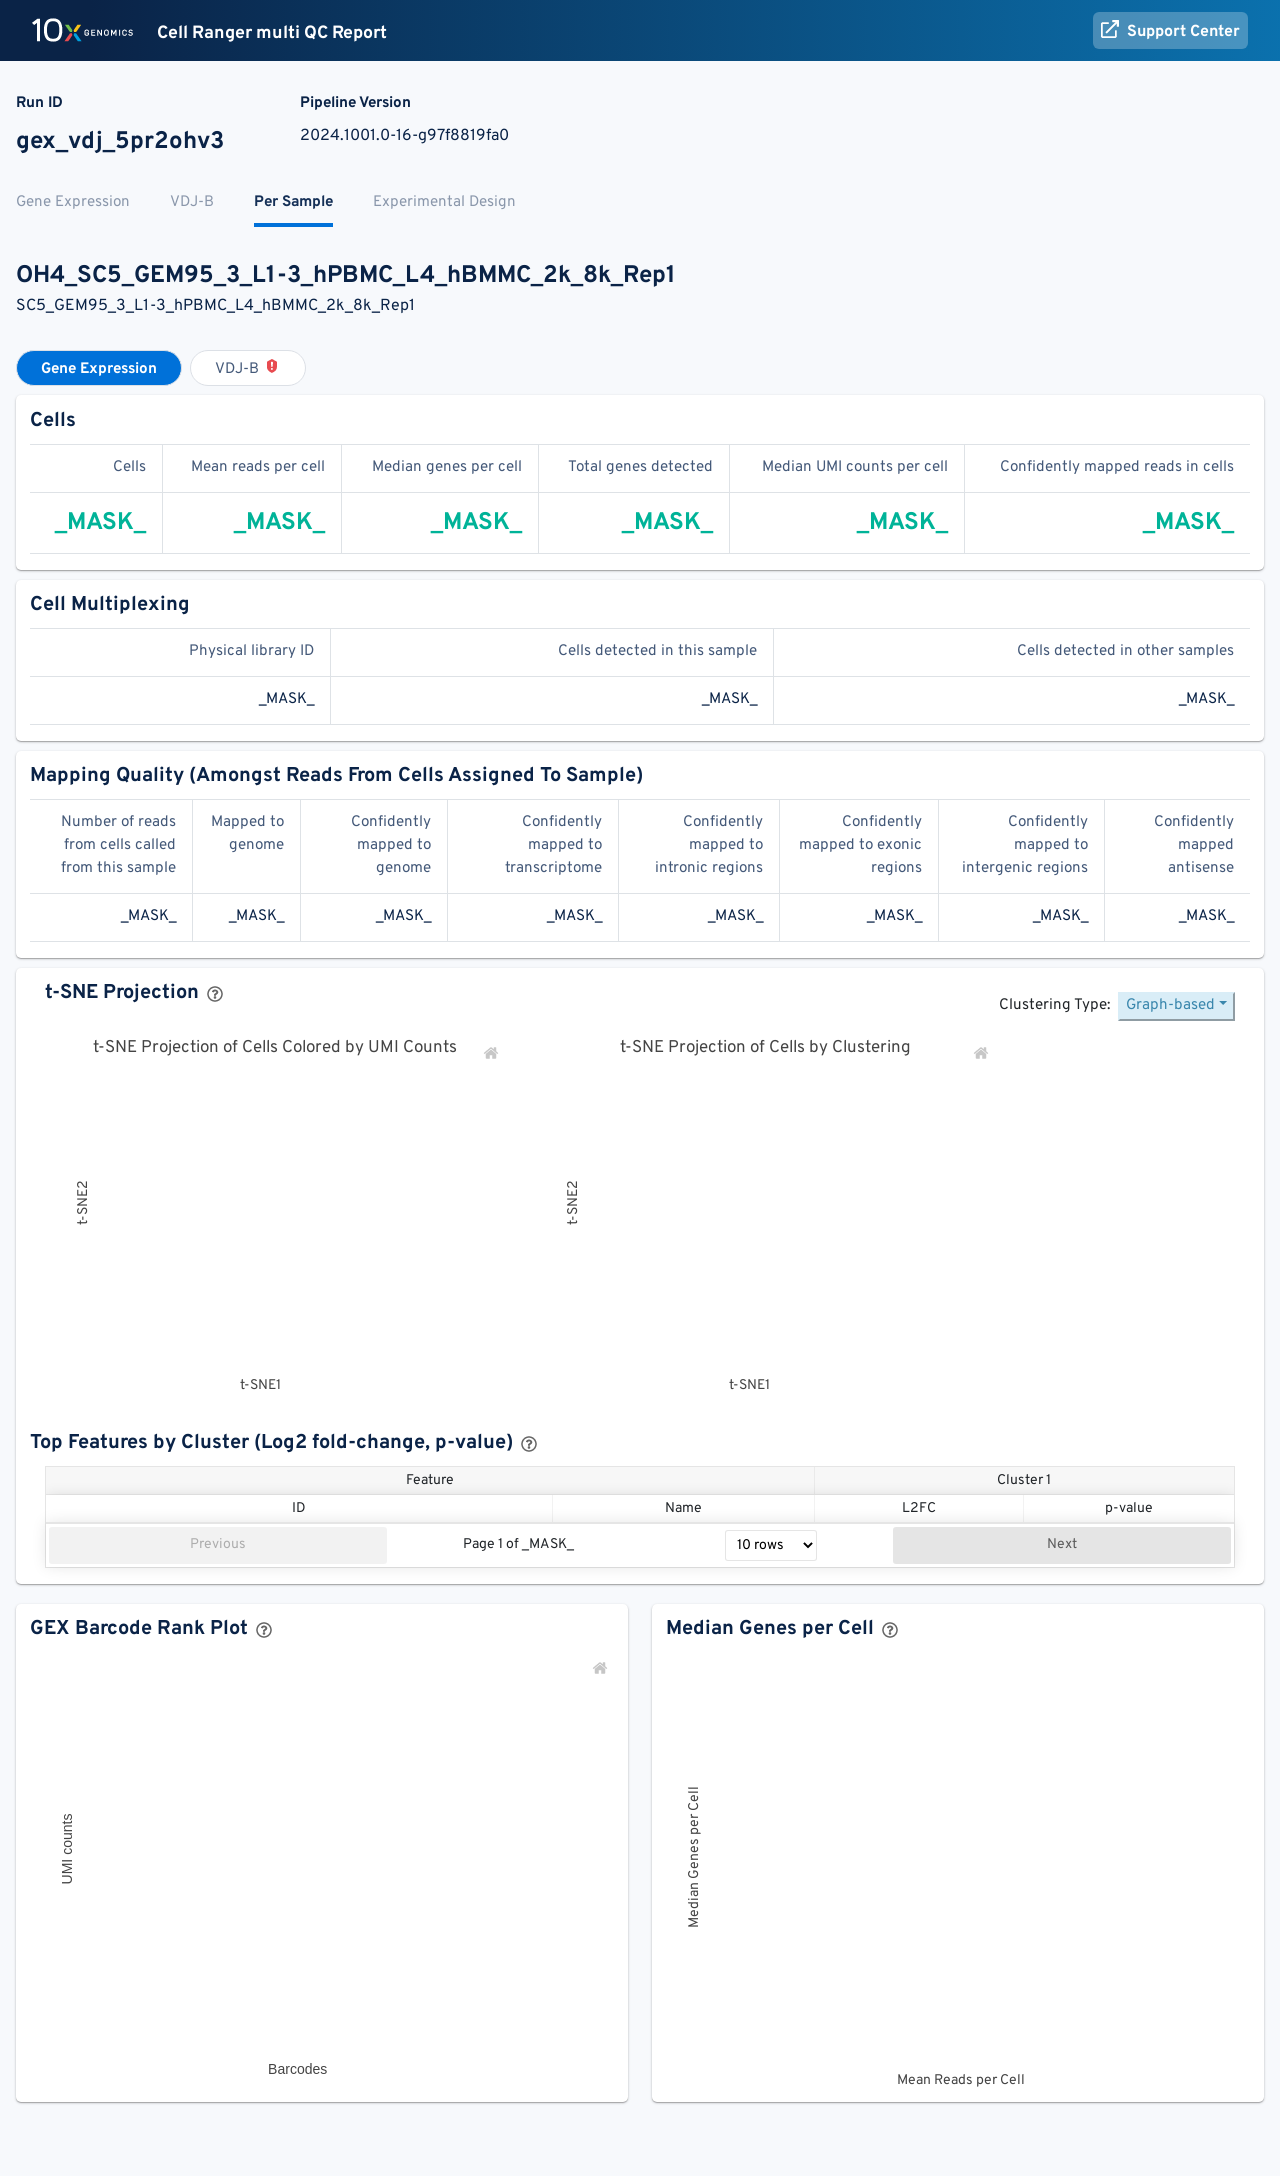 10x GENOMICS Cell Ranger multi QC Report Support Center
Run ID Pipeline Version
gex_vdj_5pr2ohv3 2024.1001.0-16-g97f8819fa0
Gene Expression VDJ-B Per Sample Experimental Design
OH4_SC5_GEM95_3_L1-3_hPBMC_L4_hBMMC_2k_8k_Rep1
SC5_GEM95_3_L1-3_hPBMC_L4_hBMMC_2k_8k_Rep1
Gene Expression VDJ-B
Cells
Cells Mean reads per cell Median genes per cell Total genes detected Median UMI counts per cell Confidently mapped reads in cells
_MASK_ _MASK_ _MASK_ _MASK_ _MASK_ _MASK_
Cell Multiplexing
Physical library ID Cells detected in this sample Cells detected in other samples
_MASK_ _MASK_ _MASK_
Mapping Quality (Amongst Reads From Cells Assigned To Sample)
Number of reads Mapped to Confidently Confidently Confidently Confidently Confidently Confidently
from cells called genome mapped to mapped to mapped to mapped to exonic mapped to mapped
from this sample genome transcriptome intronic regions regions intergenic regions antisense
_MASK_ _MASK_ _MASK_ _MASK_ _MASK_ _MASK_ _MASK_ _MASK_
t-SNE Projection
Clustering Type: Graph-based
t-SNE Projection of Cells Colored by UMI Counts t-SNE Projection of Cells by Clustering
t-SNE2 t-SNE2
t-SNE1 t-SNE1
Top Features by Cluster (Log2 fold-change, p-value)
Feature Cluster 1
ID Name L2FC p-value
Previous Page 1 of _MASK_ 10 rows Next
GEX Barcode Rank Plot Median Genes per Cell
UMI counts Median Genes per Cell
Barcodes Mean Reads per Cell